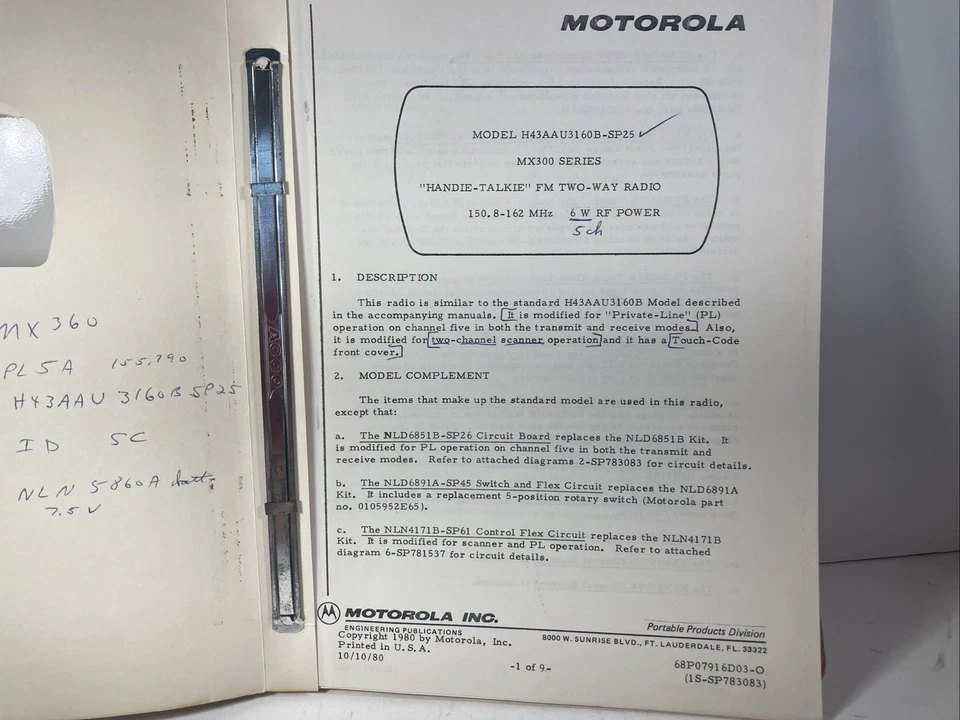 MX 360
PL 5A 155.790
H43AAU 3160B SP25
ID 5C
NLN 5860A batt.
7.5 V
ACCO
MOTOROLA
MODEL H43AAU3160B-SP25 ✓
MX300 SERIES
"HANDIE-TALKIE" FM TWO-WAY RADIO
150.8-162 MHz 6 W RF POWER
5ch
1. DESCRIPTION
This radio is similar to the standard H43AAU3160B Model described
in the accompanying manuals. [It is modified for "Private-Line" (PL)
operation on channel five in both the transmit and receive modes.] Also,
it is modified for [two-channel scanner operation] and it has a [Touch-Code
front cover.]
2. MODEL COMPLEMENT
The items that make up the standard model are used in this radio,
except that:
a. The NLD6851B-SP26 Circuit Board replaces the NLD6851B Kit. It
is modified for PL operation on channel five in both the transmit and
receive modes. Refer to attached diagrams 2-SP783083 for circuit details.
b. The NLD6891A-SP45 Switch and Flex Circuit replaces the NLD6891A
Kit. It includes a replacement 5-position rotary switch (Motorola part
no. 0105952E65).
c. The NLN4171B-SP61 Control Flex Circuit replaces the NLN4171B
Kit. It is modified for scanner and PL operation. Refer to attached
diagram 6-SP781537 for circuit details.
MOTOROLA INC.
ENGINEERING PUBLICATIONS
Copyright 1980 by Motorola, Inc.
Printed in U.S.A.
10/10/80
Portable Products Division
8000 W. SUNRISE BLVD., FT. LAUDERDALE, FL. 33322
-1 of 9-
68P07916D03-O
(1S-SP783083)